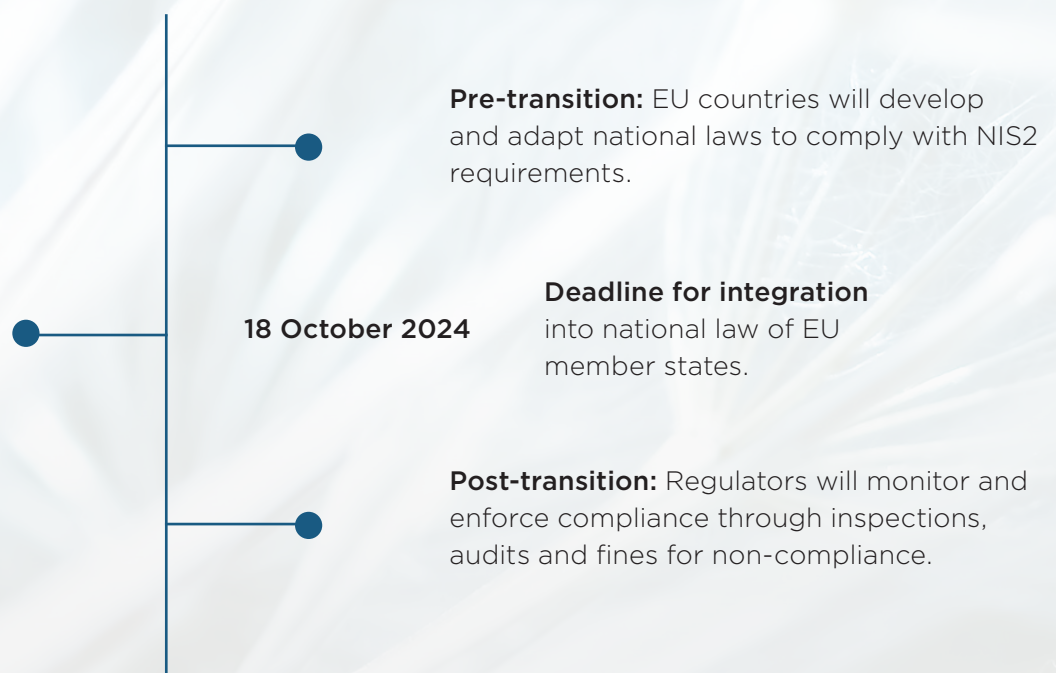 Pre-transition: EU countries will develop
and adapt national laws to comply with NIS2
requirements.
18 October 2024
Deadline for integration
into national law of EU
member states.
Post-transition: Regulators will monitor and
enforce compliance through inspections,
audits and fines for non-compliance.